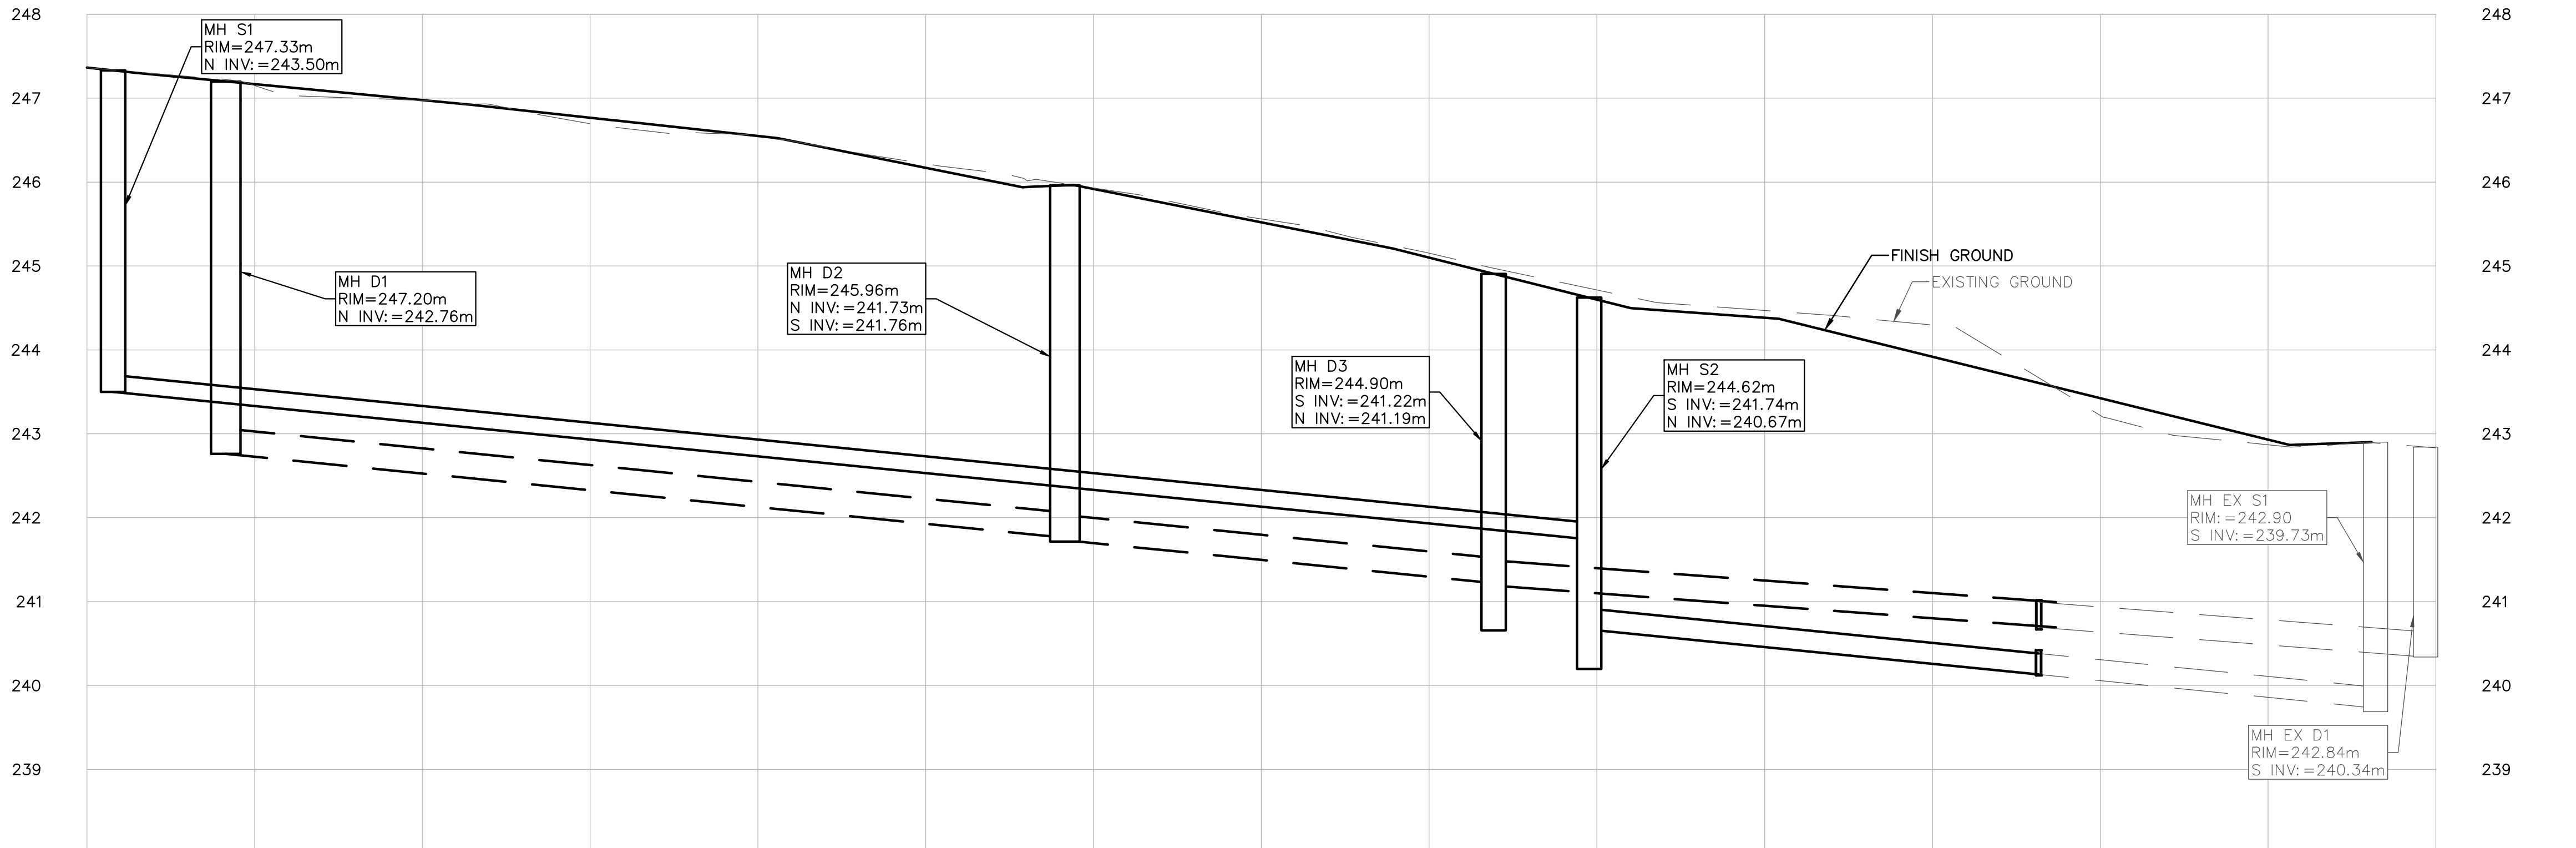 248
248
MH S1
RIM=247.33m
N INV:=243.50m
247
247
246
246
245
245
MH D1
RIM=247.20m
N INV:=242.76m
MH D2
RIM=245.96m
N INV:=241.73m
S INV:=241.76m
FINISH GROUND
EXISTING GROUND
244
244
MH D3
RIM=244.90m
S INV:=241.22m
N INV:=241.19m
MH S2
RIM=244.62m
S INV:=241.74m
N INV:=240.67m
243
243
242
242
MH EX S1
RIM:=242.90
S INV:=239.73m
241
241
240
240
MH EX D1
RIM=242.84m
S INV:=240.34m
239
239